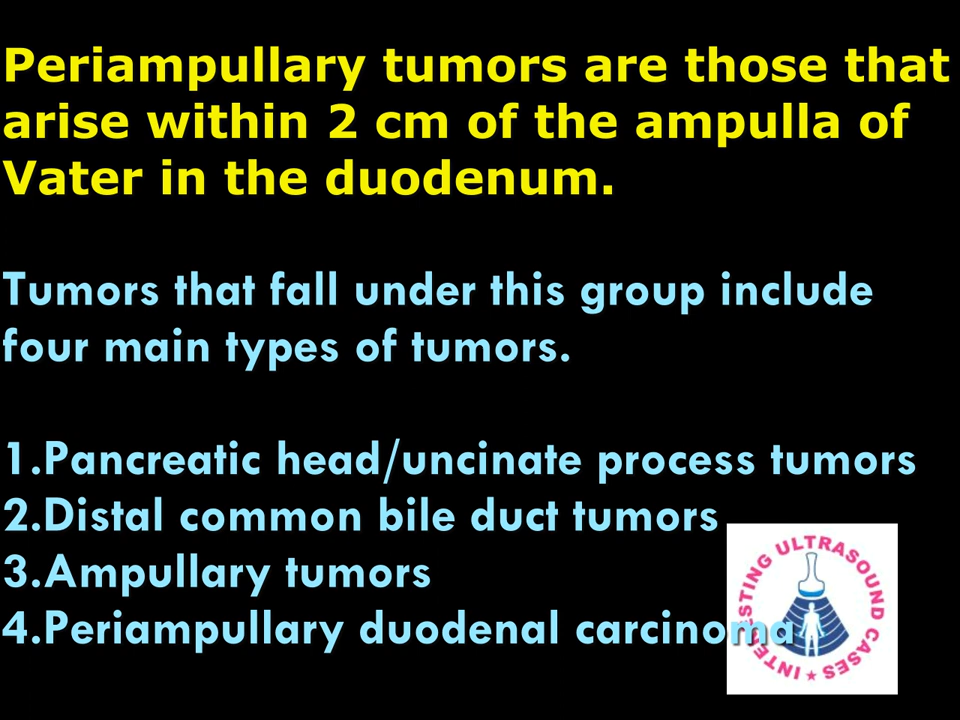 Periampullary tumors are those that
arise within 2 cm of the ampulla of
Vater in the duodenum.
Tumors that fall under this group include
four main types of tumors.
1.Pancreatic head/uncinate process tumors
2.Distal common bile duct tumors
3.Ampullary tumors
4.Periampullary duodenal carcinoma
INTERESTING ULTRASOUND CASES